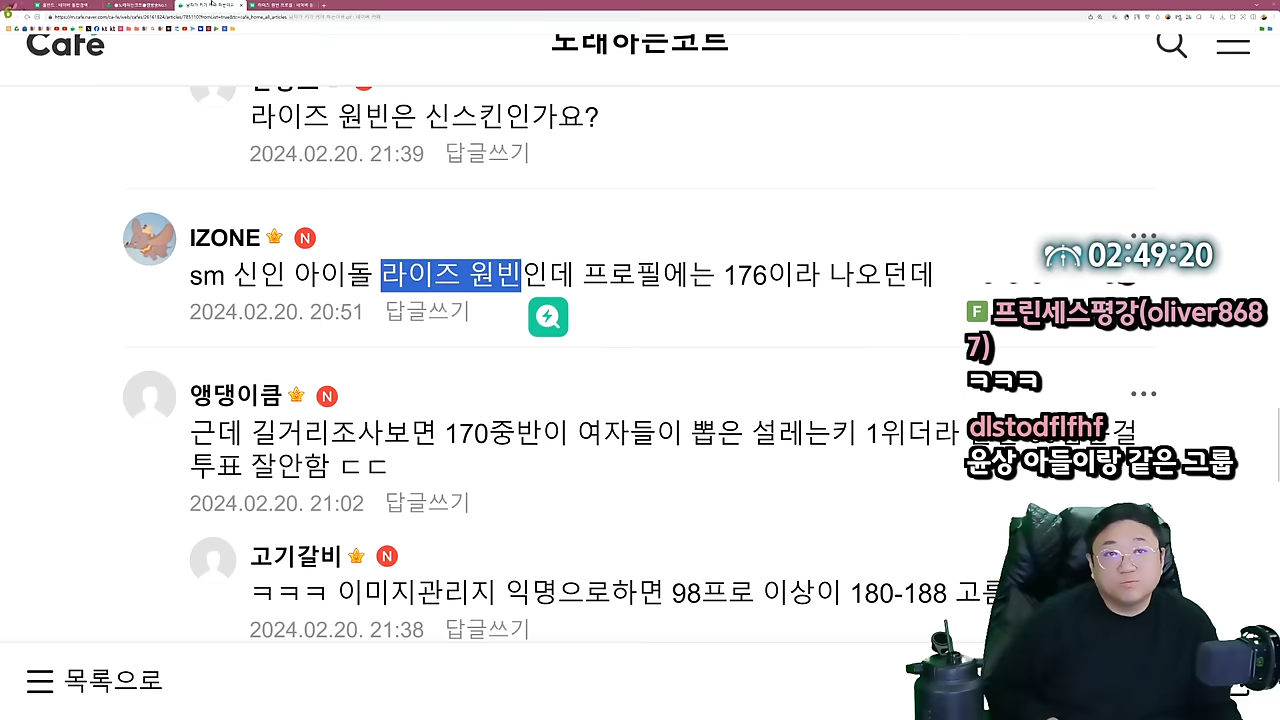 Cafe
노래하는코트
라이즈 원빈은 신스킨인가요?
2024.02.20. 21:39 답글쓰기
IZONE N
sm 신인 아이돌 라이즈 원빈인데 프로필에는 176이라 나오던데
2024.02.20. 20:51 답글쓰기
02:49:20
F 프린세스평강(oliver868
7)
ㅋㅋㅋ
dlstodflfhf
윤상 아들이랑 같은 그룹
앵댕이큼 N
근데 길거리조사보면 170중반이 여자들이 뽑은 설레는키 1위더라
투표 잘안함 ㄷㄷ
2024.02.20. 21:02 답글쓰기
고기갈비 N
ㅋㅋㅋ 이미지관리지 익명으로하면 98프로 이상이 180-188 고름
2024.02.20. 21:38 답글쓰기
목록으로